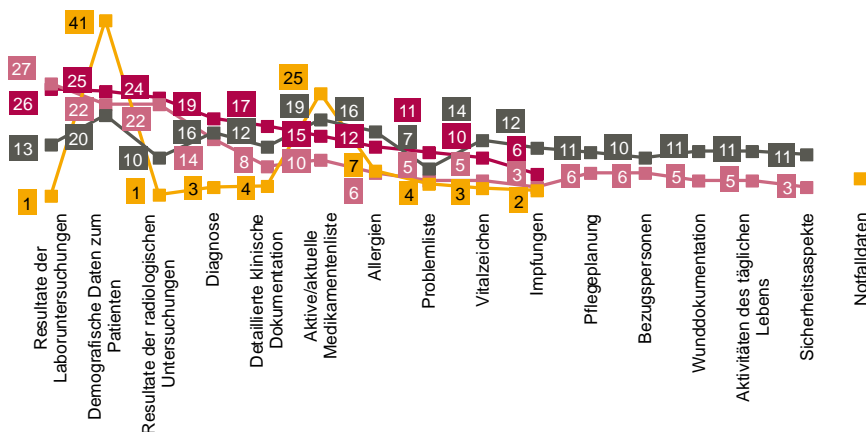 41
27
25
24
26
22
22
19
17
25
19
16
11
14
13
20
10
16
14
12
8
15
10
12
7
10
12
7
6
5
5
6
3
11
10
11
11
11
1
1
3
4
4
3
2
6
6
5
5
3
Resultate der
Laboruntersuchungen
Demografische Daten zum
Patienten
Resultate der radiologischen
Untersuchungen
Diagnose
Detaillierte klinische
Dokumentation
Aktive/aktuelle
Medikamentenliste
Allergien
Problemliste
Vitalzeichen
Impfungen
Pflegeplanung
Bezugspersonen
Wunddokumentation
Aktivitäten des täglichen
Lebens
Sicherheitsaspekte
Notfalldaten